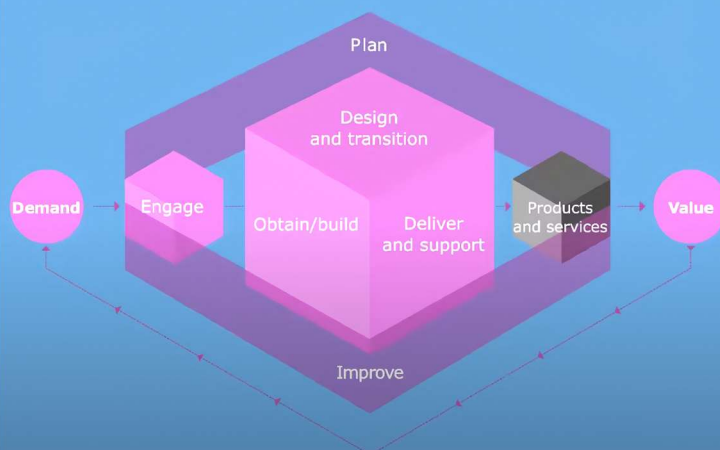 Plan
Design
and transition
Demand
Engage
Obtain/build
Deliver
and support
Products
and services
Value
Improve